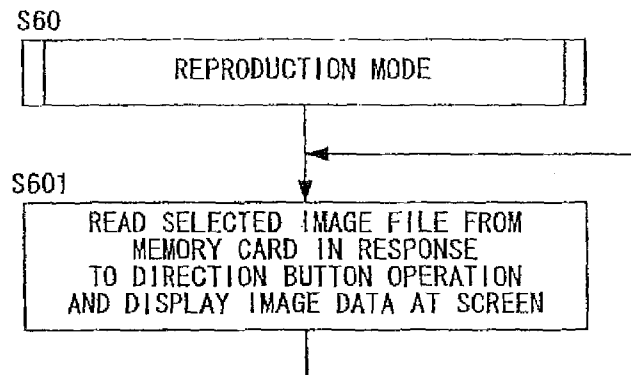 S60
REPRODUCTION MODE
S601
READ SELECTED IMAGE FILE FROM
MEMORY CARD IN RESPONSE
TO DIRECTION BUTTON OPERATION
AND DISPLAY IMAGE DATA AT SCREEN